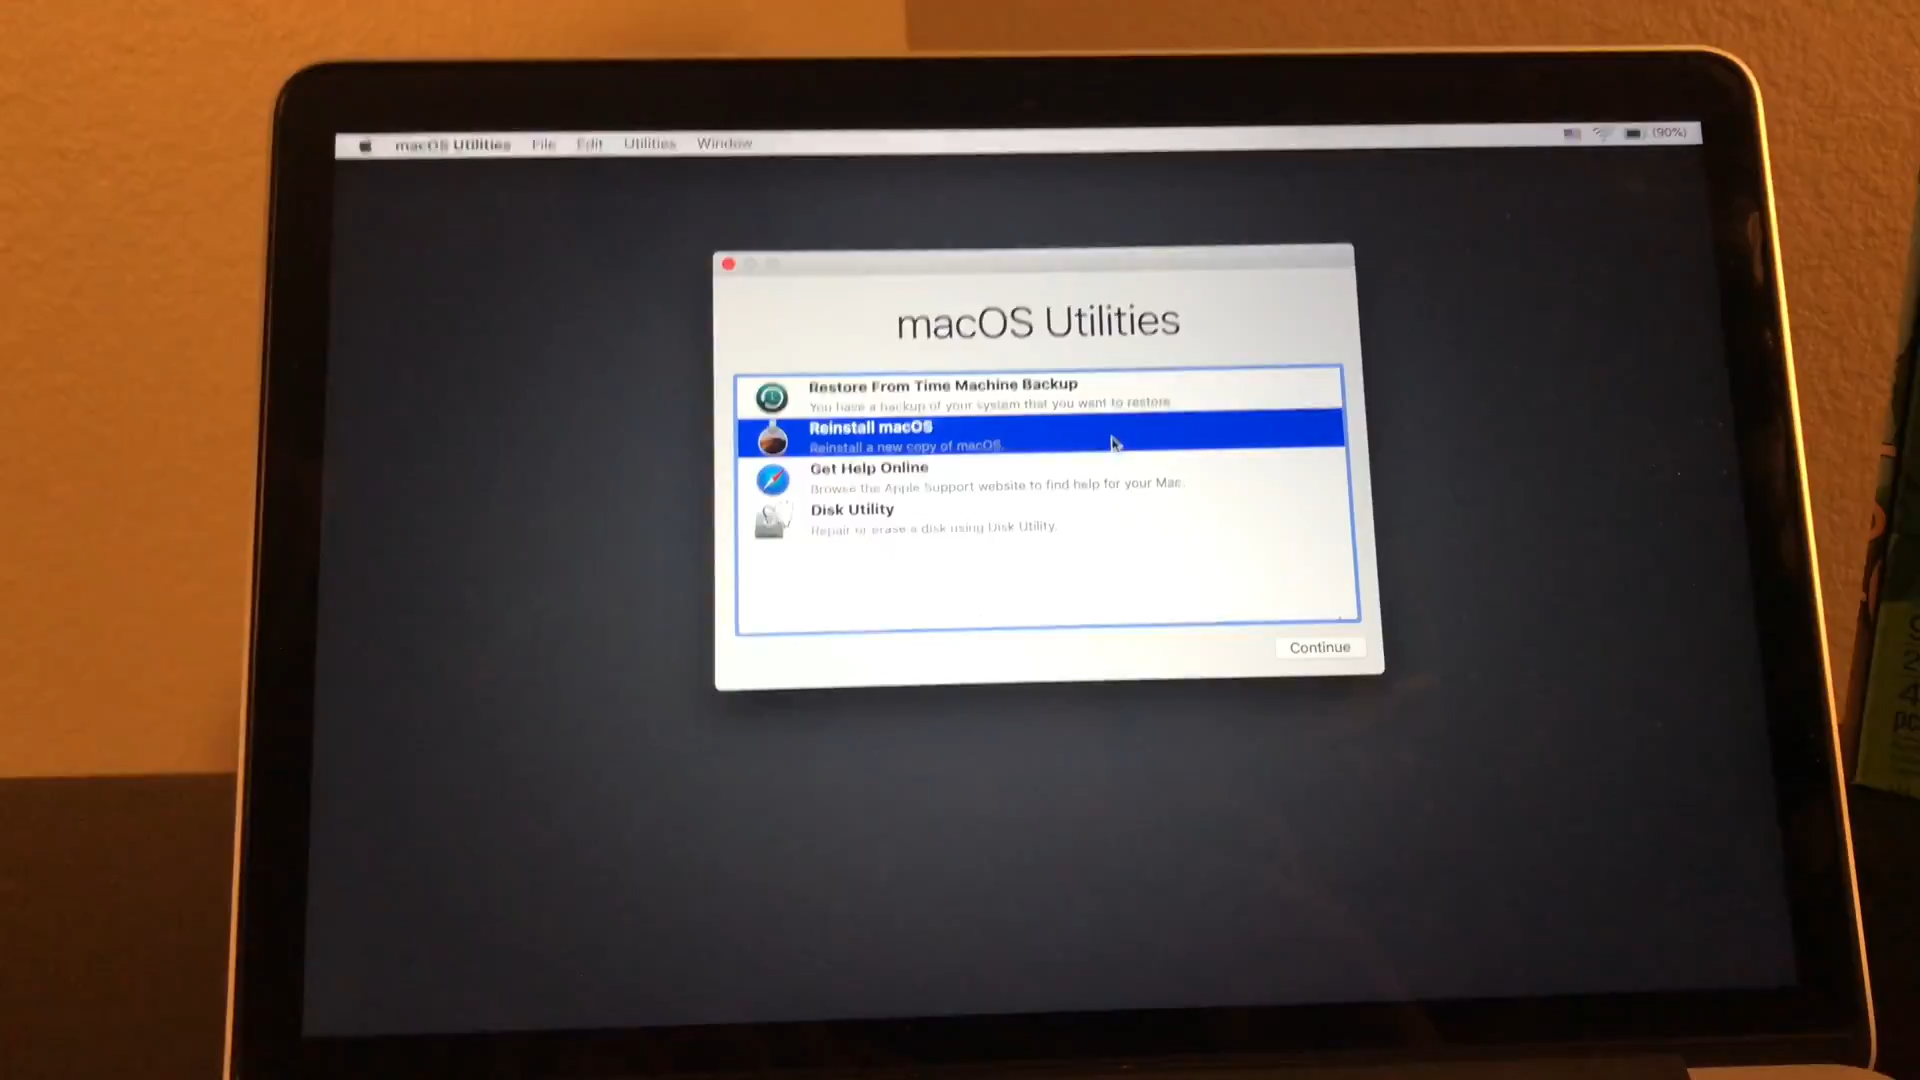 macOS Utilities File Edit Utilities Window (90%)
macOS Utilities
Restore From Time Machine Backup
You have a backup of your system that you want to restore.
Reinstall macOS
Reinstall a new copy of macOS.
Get Help Online
Browse the Apple Support website to find help for your Mac.
Disk Utility
Repair or erase a disk using Disk Utility.
Continue